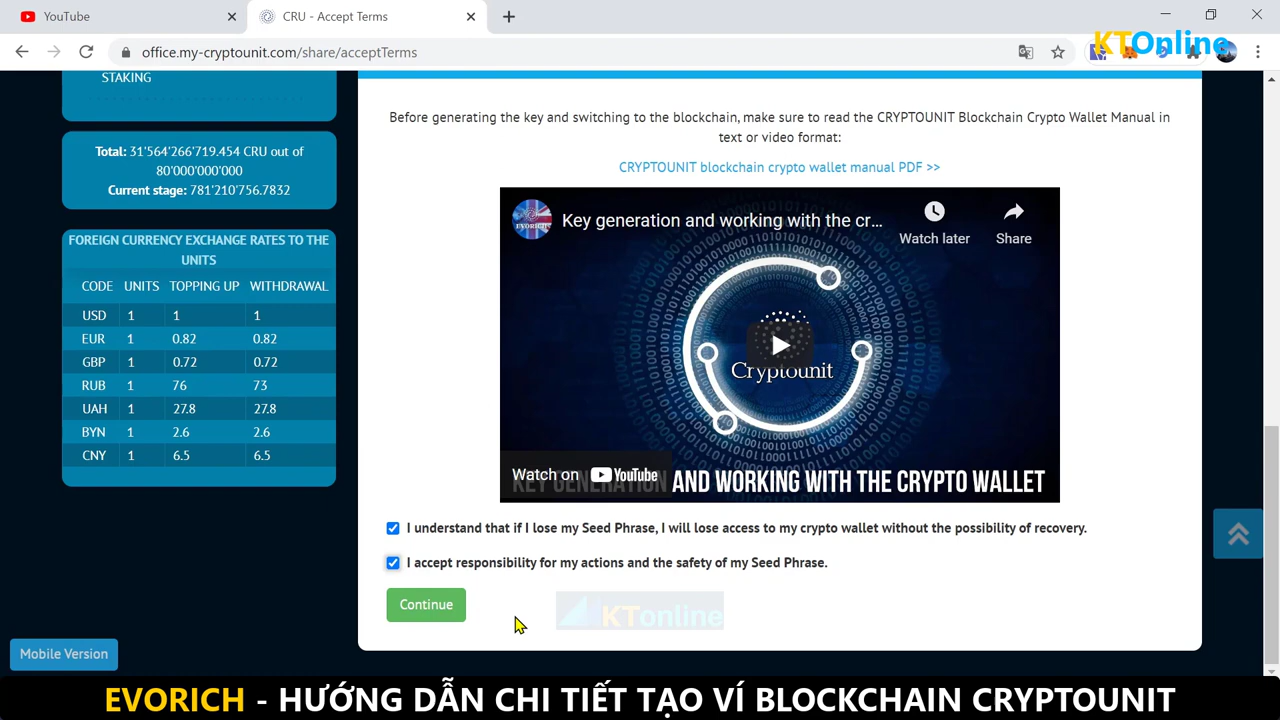 YouTube
CRU - Accept Terms
office.my-cryptounit.com/share/acceptTerms
KTOnline
STAKING
Total: 31'564'266'719.454 CRU out of
80'000'000'000
Current stage: 781'210'756.7832
FOREIGN CURRENCY EXCHANGE RATES TO THE
UNITS
CODE UNITS TOPPING UP WITHDRAWAL
USD 1 1 1
EUR 1 0.82 0.82
GBP 1 0.72 0.72
RUB 1 76 73
UAH 1 27.8 27.8
BYN 1 2.6 2.6
CNY 1 6.5 6.5
Mobile Version
Before generating the key and switching to the blockchain, make sure to read the CRYPTOUNIT Blockchain Crypto Wallet Manual in
text or video format:
CRYPTOUNIT blockchain crypto wallet manual PDF >>
EVORICH
Key generation and working with the cr...
Watch later
Share
Cryptounit
Watch on YouTube
KEY GENERATION AND WORKING WITH THE CRYPTO WALLET
I understand that if I lose my Seed Phrase, I will lose access to my crypto wallet without the possibility of recovery.
I accept responsibility for my actions and the safety of my Seed Phrase.
Continue
KTonline
EVORICH - HƯỚNG DẪN CHI TIẾT TẠO VÍ BLOCKCHAIN CRYPTOUNIT